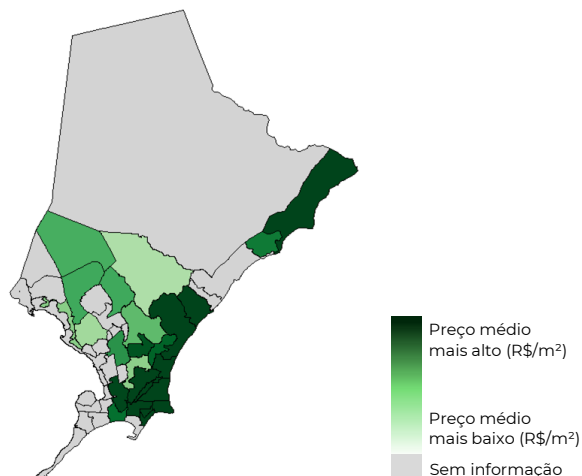 Preço médio
mais alto (R$/m²)
Preço médio
mais baixo (R$/m²)
Sem informação